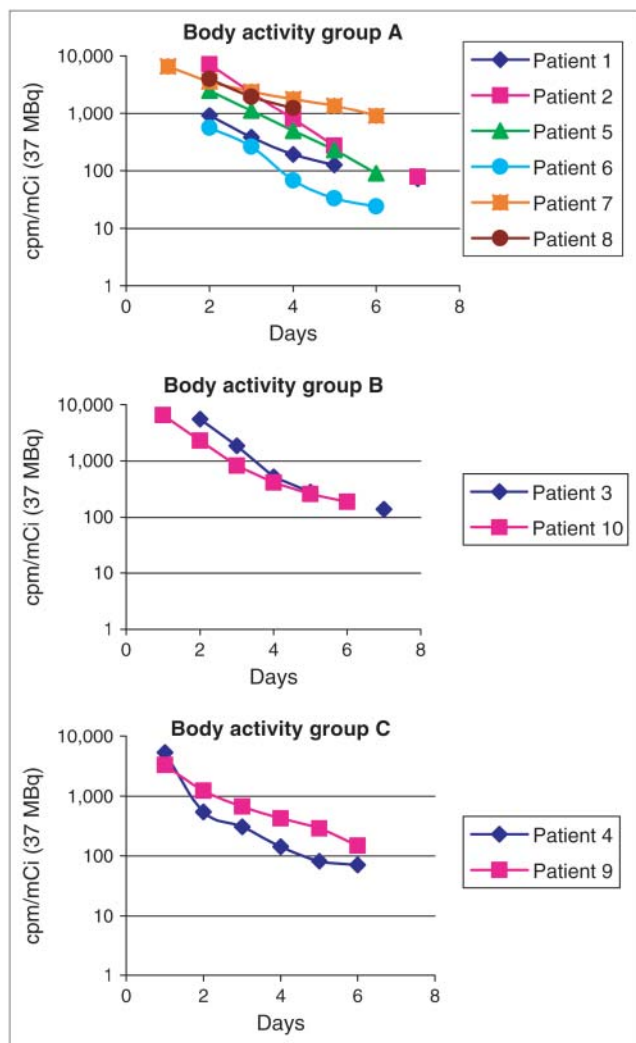 Body activity group A
cpm/mCi (37 MBq)
10,000
1,000
100
10
1
0 2 4 6 8
Days
Patient 1
Patient 2
Patient 5
Patient 6
Patient 7
Patient 8
Body activity group B
cpm/mCi (37 MBq)
10,000
1,000
100
10
1
0 2 4 6 8
Days
Patient 3
Patient 10
Body activity group C
cpm/mCi (37 MBq)
10,000
1,000
100
10
1
0 2 4 6 8
Days
Patient 4
Patient 9